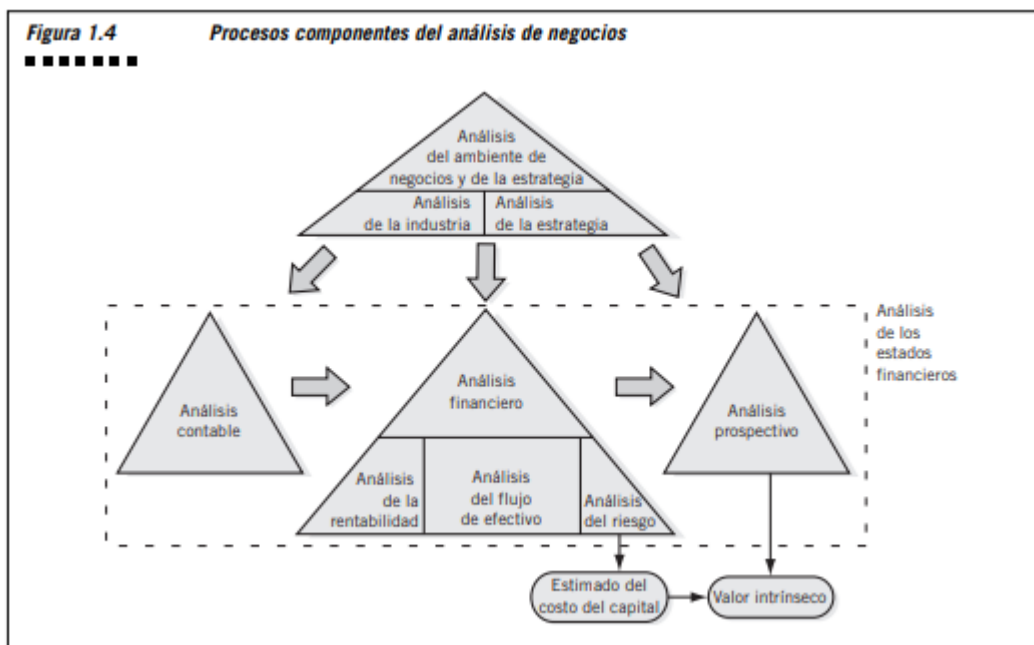 Figura 1.4 Procesos componentes del análisis de negocios
Análisis
del ambiente de
negocios y de la estrategia
Análisis
de la industria
Análisis
de la estrategia
Análisis
de los
estados
financieros
Análisis
contable
Análisis
financiero
Análisis
prospectivo
Análisis
de la
rentabilidad
Análisis
del flujo
de efectivo
Análisis
del riesgo
Estimado del
costo del capital
Valor intrínseco